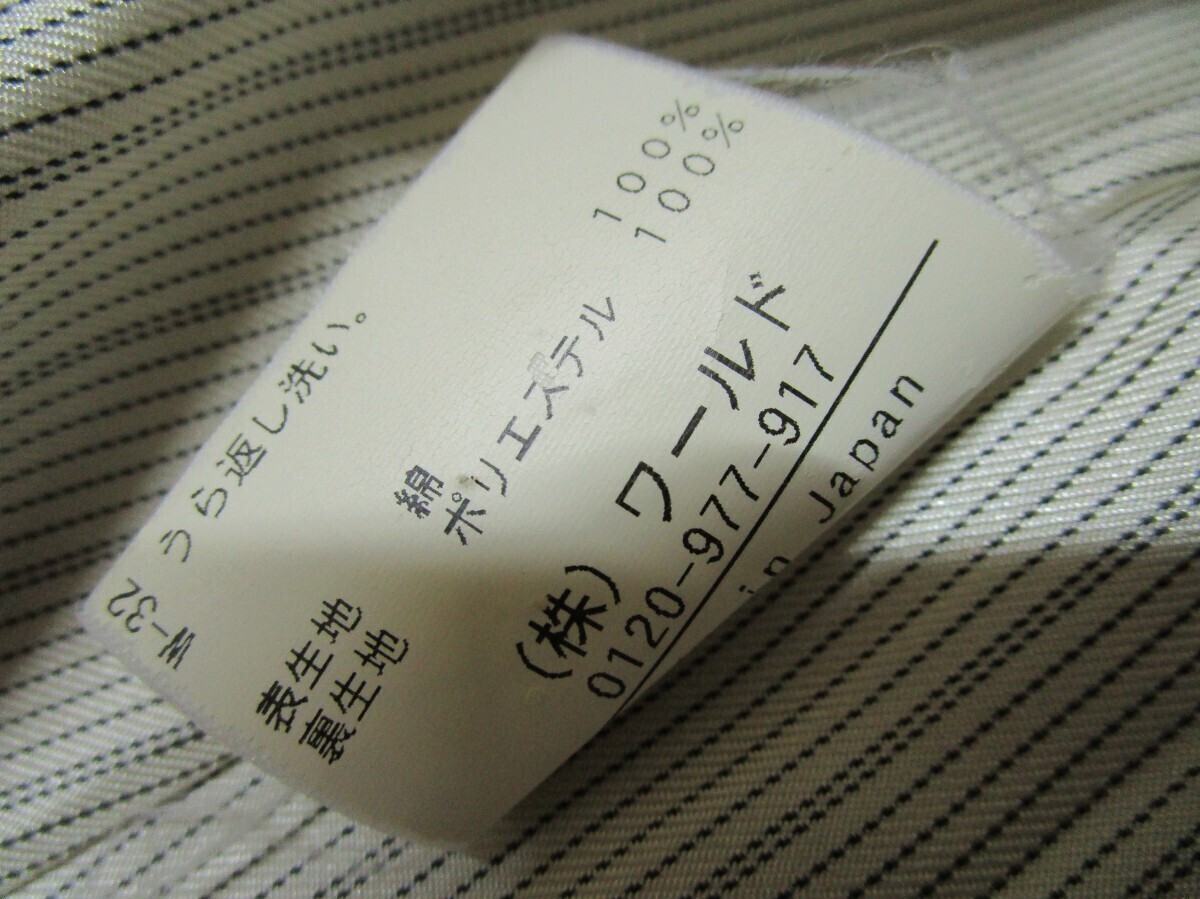 W-32
うら返し洗い。
表生地 綿 100%
裏生地 ポリエステル 100%
(株) ワールド
0120-977-917
in Japan